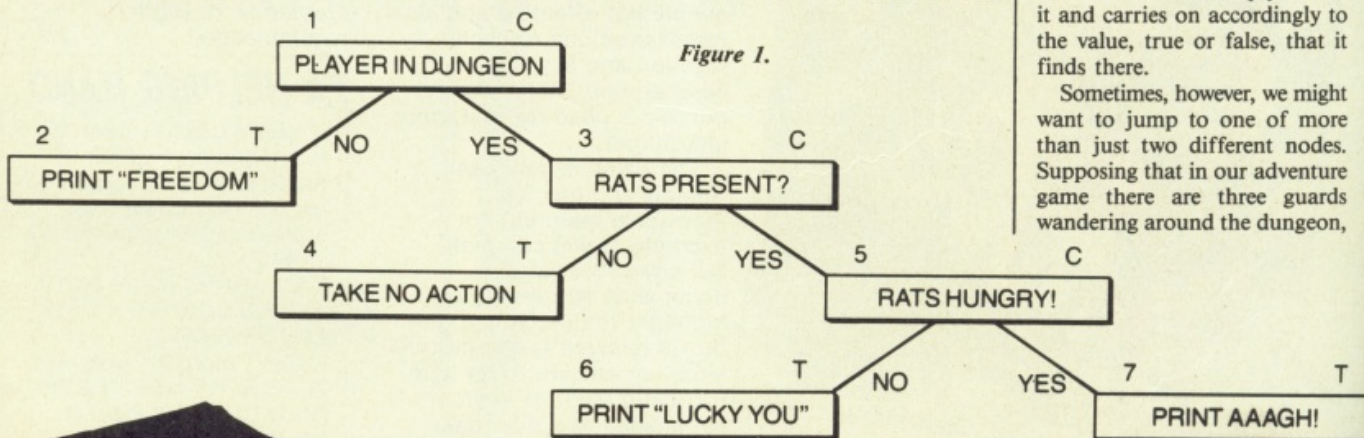 1 C
PLAYER IN DUNGEON
Figure 1.
2 T
NO
YES
3 C
PRINT "FREEDOM"
RATS PRESENT?
4 T
NO
YES
5 C
TAKE NO ACTION
RATS HUNGRY!
6 T
NO
YES
7 T
PRINT "LUCKY YOU"
PRINT AAAGH!
it and carries on accordingly to
the value, true or false, that it
finds there.
Sometimes, however, we might
want to jump to one of more
than just two different nodes.
Supposing that in our adventure
game there are three guards
wandering around the dungeon,